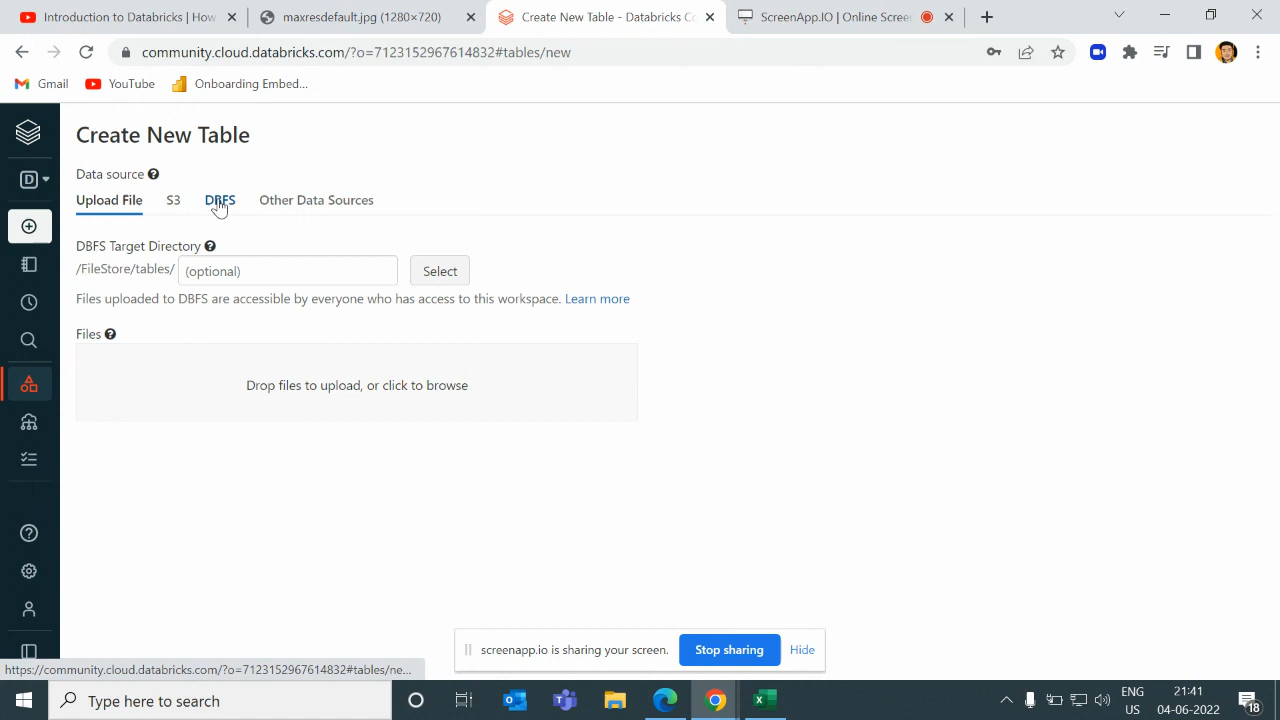 Introduction to Databricks | How
maxresdefault.jpg (1280×720)
Create New Table - Databricks Co
ScreenApp.IO | Online Screen
community.cloud.databricks.com/?o=7123152967614832#tables/new
Gmail
YouTube
Onboarding Embed...
Create New Table
D
Data source ?
Upload File
S3
DBFS
Other Data Sources
DBFS Target Directory ?
/FileStore/tables/
(optional)
Select
Files uploaded to DBFS are accessible by everyone who has access to this workspace. Learn more
Files ?
Drop files to upload, or click to browse
screenapp.io is sharing your screen.
Stop sharing
Hide
https://community.cloud.databricks.com/?o=7123152967614832#tables/ne...
Type here to search
ENG
US
21:41
04-06-2022
18